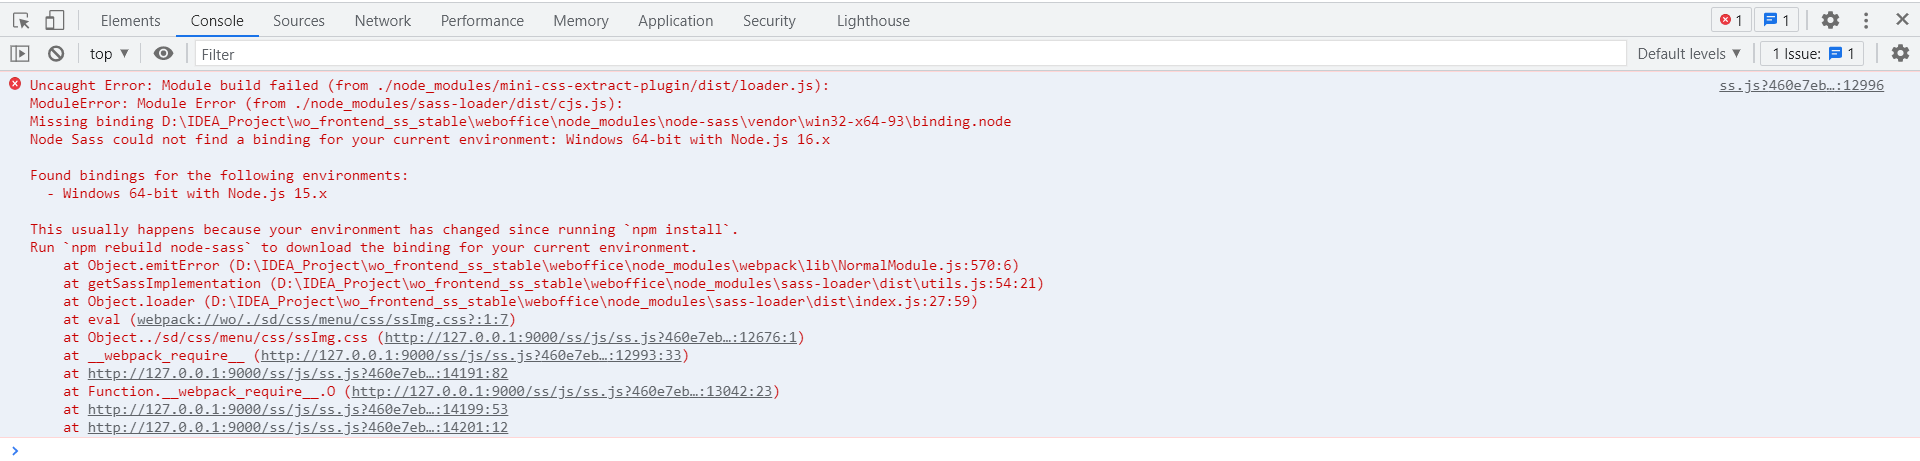 Elements Console Sources Network Performance Memory Application Security Lighthouse 1 1
top ▼ Filter Default levels ▼ 1 Issue: 1
Uncaught Error: Module build failed (from ./node_modules/mini-css-extract-plugin/dist/loader.js): ss.js?460e7eb…:12996
ModuleError: Module Error (from ./node_modules/sass-loader/dist/cjs.js):
Missing binding D:\IDEA_Project\wo_frontend_ss_stable\weboffice\node_modules\node-sass\vendor\win32-x64-93\binding.node
Node Sass could not find a binding for your current environment: Windows 64-bit with Node.js 16.x
Found bindings for the following environments:
- Windows 64-bit with Node.js 15.x
This usually happens because your environment has changed since running `npm install`.
Run `npm rebuild node-sass` to download the binding for your current environment.
at Object.emitError (D:\IDEA_Project\wo_frontend_ss_stable\weboffice\node_modules\webpack\lib\NormalModule.js:570:6)
at getSassImplementation (D:\IDEA_Project\wo_frontend_ss_stable\weboffice\node_modules\sass-loader\dist\utils.js:54:21)
at Object.loader (D:\IDEA_Project\wo_frontend_ss_stable\weboffice\node_modules\sass-loader\dist\index.js:27:59)
at eval (webpack://wo/./sd/css/menu/css/ssImg.css?:1:7)
at Object../sd/css/menu/css/ssImg.css (http://127.0.0.1:9000/ss/js/ss.js?460e7eb…:12676:1)
at __webpack_require__ (http://127.0.0.1:9000/ss/js/ss.js?460e7eb…:12993:33)
at http://127.0.0.1:9000/ss/js/ss.js?460e7eb…:14191:82
at Function.__webpack_require__.O (http://127.0.0.1:9000/ss/js/ss.js?460e7eb…:13042:23)
at http://127.0.0.1:9000/ss/js/ss.js?460e7eb…:14199:53
at http://127.0.0.1:9000/ss/js/ss.js?460e7eb…:14201:12